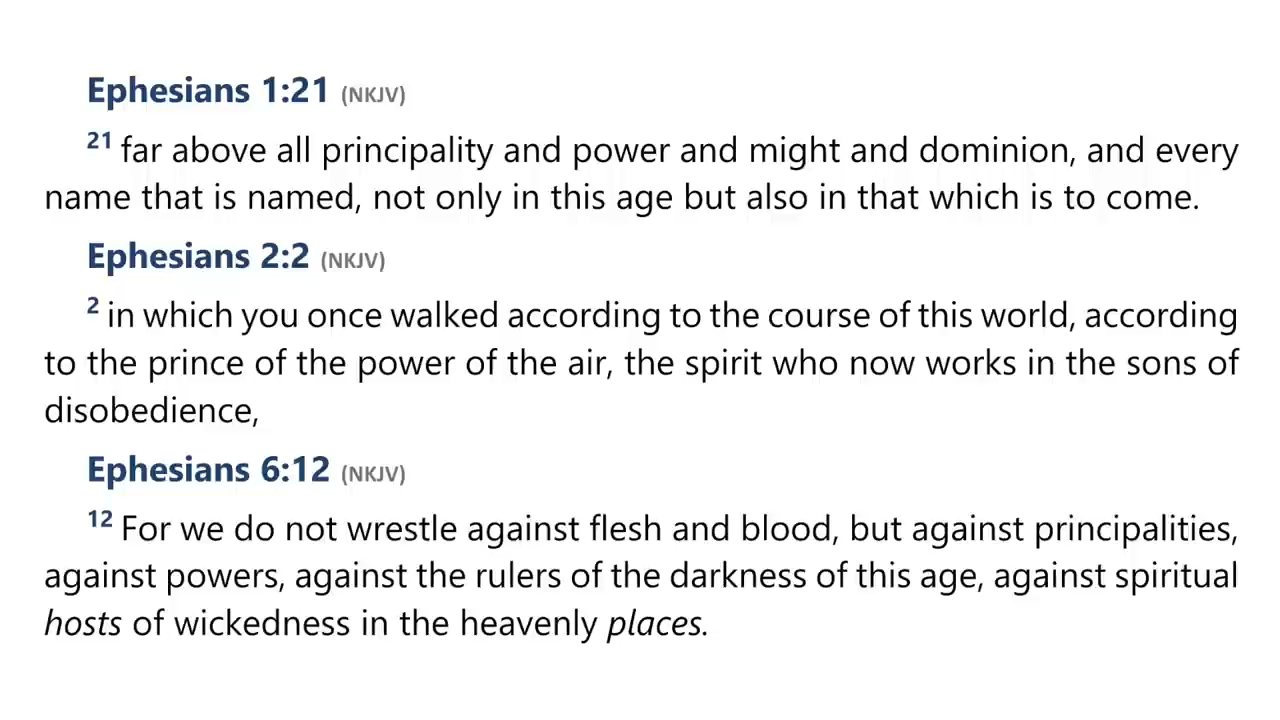 Ephesians 1:21 (NKJV)
21 far above all principality and power and might and dominion, and every
name that is named, not only in this age but also in that which is to come.
Ephesians 2:2 (NKJV)
2 in which you once walked according to the course of this world, according
to the prince of the power of the air, the spirit who now works in the sons of
disobedience,
Ephesians 6:12 (NKJV)
12 For we do not wrestle against flesh and blood, but against principalities,
against powers, against the rulers of the darkness of this age, against spiritual
hosts of wickedness in the heavenly places.